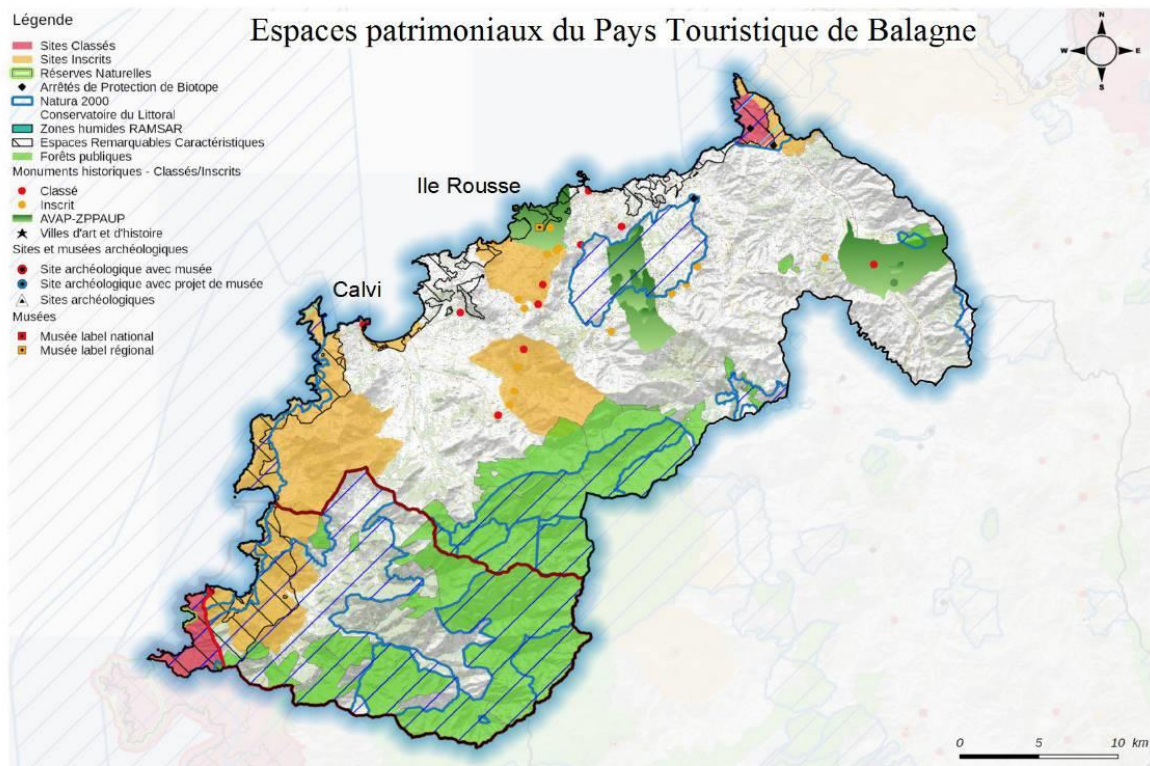 Espaces patrimoniaux du Pays Touristique de Balagne
Légende
Sites Classés
Sites Inscrits
Réserves Naturelles
Arrêtés de Protection de Biotope
Natura 2000
Conservatoire du Littoral
Zones humides RAMSAR
Espaces Remarquables Caractéristiques
Forêts publiques
Monuments historiques - Classés/Inscrits
Classé
Inscrit
AVAP-ZPPAUP
Villes d'art et d'histoire
Sites et musées archéologiques
Site archéologique avec musée
Site archéologique avec projet de musée
Sites archéologiques
Musées
Musée label national
Musée label régional
N
W E
S
Ile Rousse
Calvi
0 5 10 km